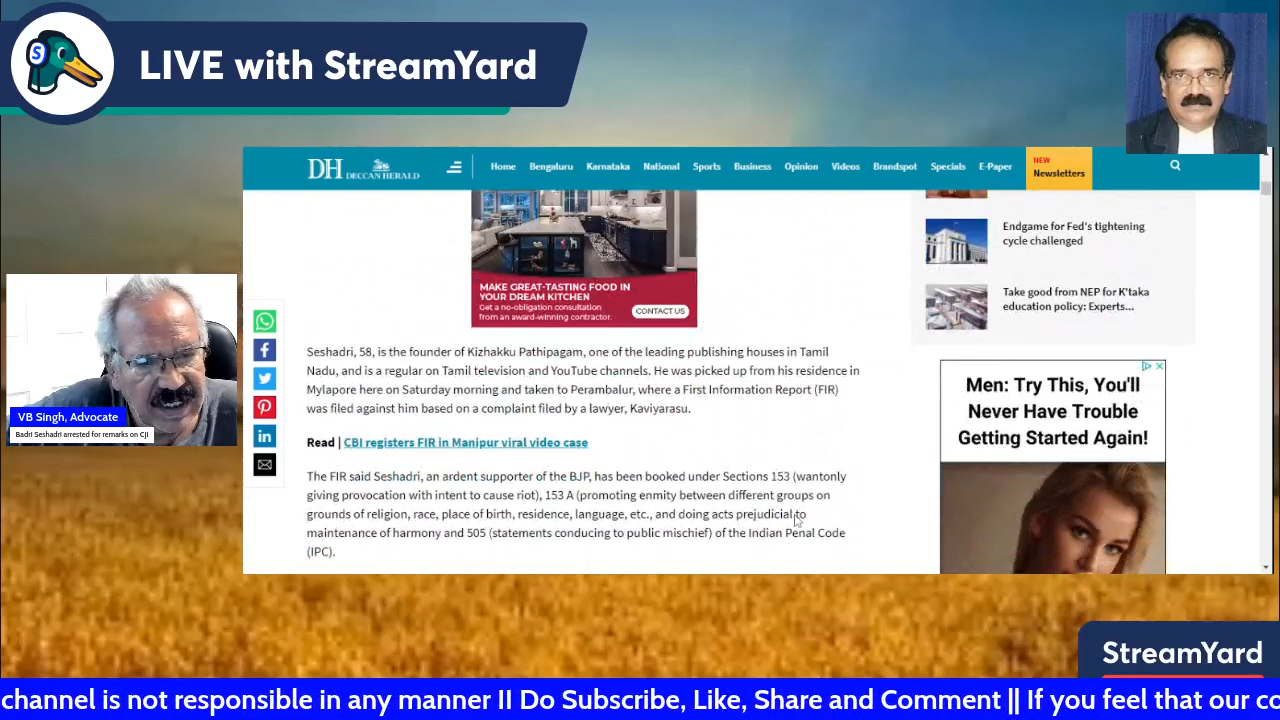 S
LIVE with StreamYard
DH DECCAN HERALD
Home Bengaluru Karnataka National Sports Business Opinion Videos Brandspot Specials E-Paper
NEW
Newsletters
MAKE GREAT-TASTING FOOD IN
YOUR DREAM KITCHEN
Get a no-obligation consultation
from an award-winning contractor.
CONTACT US
Endgame for Fed's tightening
cycle challenged
Take good from NEP for K'taka
education policy: Experts...
Seshadri, 58, is the founder of Kizhakku Pathipagam, one of the leading publishing houses in Tamil
Nadu, and is a regular on Tamil television and YouTube channels. He was picked up from his residence in
Mylapore here on Saturday morning and taken to Perambalur, where a First Information Report (FIR)
was filed against him based on a complaint filed by a lawyer, Kaviyarasu.
Read | CBI registers FIR in Manipur viral video case
The FIR said Seshadri, an ardent supporter of the BJP, has been booked under Sections 153 (wantonly
giving provocation with intent to cause riot), 153 A (promoting enmity between different groups on
grounds of religion, race, place of birth, residence, language, etc., and doing acts prejudicial to
maintenance of harmony and 505 (statements conducing to public mischief) of the Indian Penal Code
(IPC).
Men: Try This, You'll
Never Have Trouble
Getting Started Again!
VB Singh, Advocate
Badri Seshadri arrested for remarks on CJI
StreamYard
channel is not responsible in any manner II Do Subscribe, Like, Share and Comment || If you feel that our co